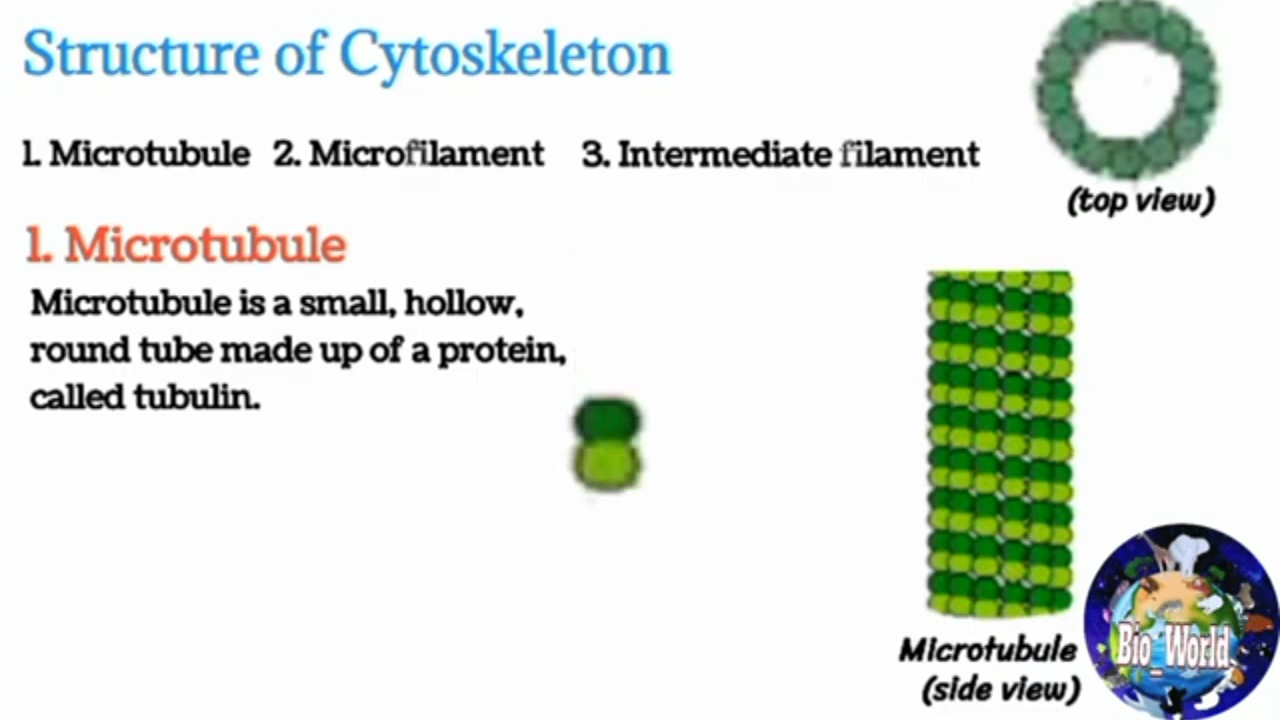 Structure of Cytoskeleton
1. Microtubule 2. Microfilament 3. Intermediate filament
(top view)
1. Microtubule
Microtubule is a small, hollow,
round tube made up of a protein,
called tubulin.
Microtubule
(side view)
Bio_World